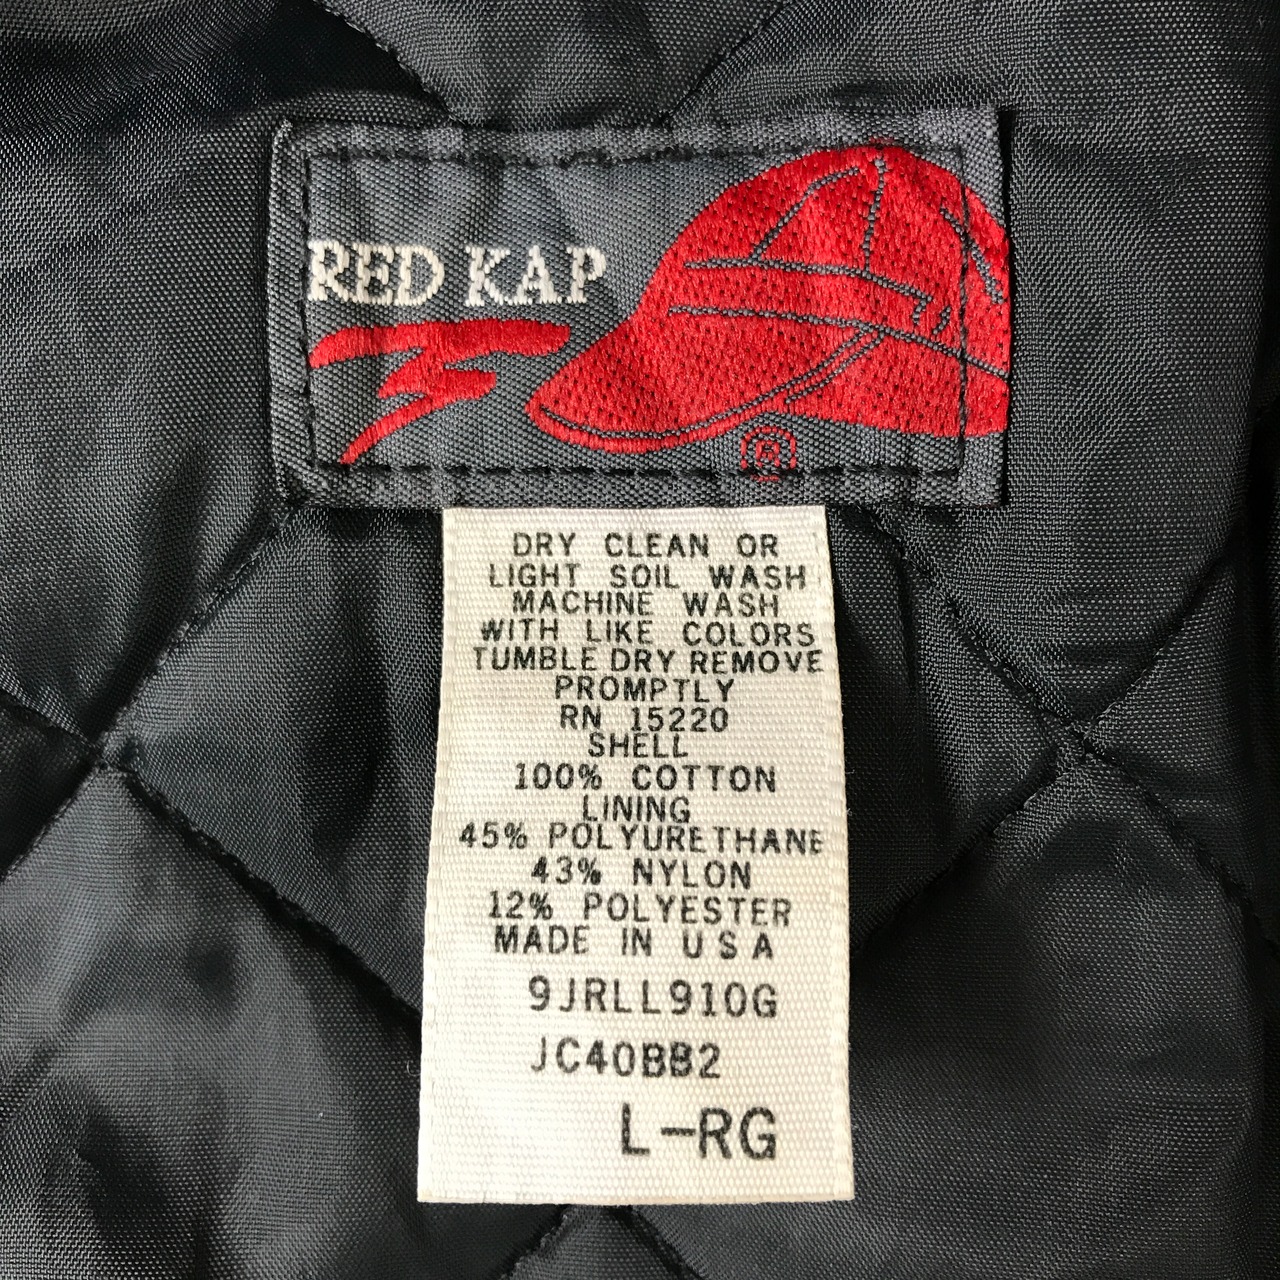 RED KAP
®
DRY CLEAN OR
LIGHT SOIL WASH
MACHINE WASH
WITH LIKE COLORS
TUMBLE DRY REMOVE
PROMPTLY
RN 15220
SHELL
100% COTTON
LINING
45% POLYURETHANE
43% NYLON
12% POLYESTER
MADE IN U S A
9JRLL910G
JC40BB2
L-RG